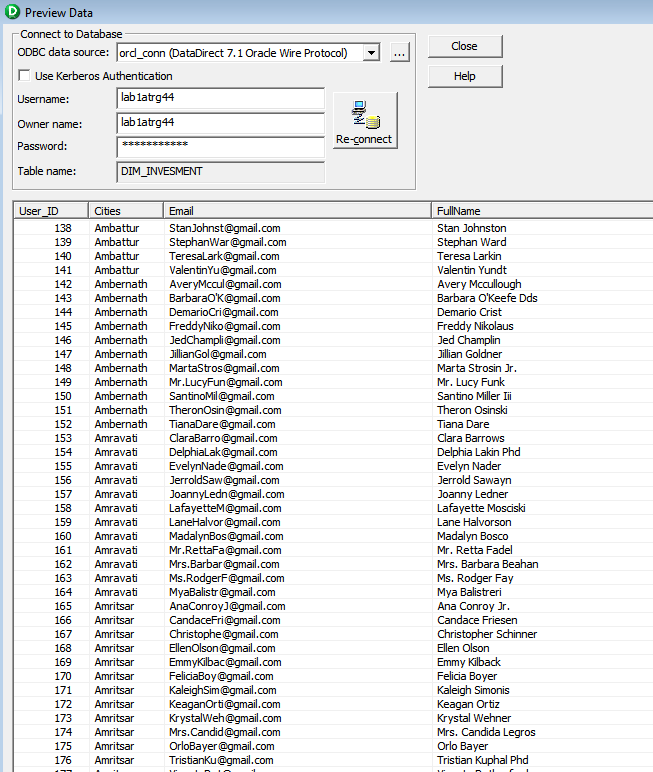 Preview Data
Connect to Database
ODBC data source: orcl_conn (DataDirect 7.1 Oracle Wire Protocol) ... Close
Use Kerberos Authentication Help
Username: lab1atrg44
Owner name: lab1atrg44
Password: ***********
Re-connect
Table name: DIM_INVESMENT
User_ID Cities Email FullName
138 Ambattur StanJohnst@gmail.com Stan Johnston
139 Ambattur StephanWar@gmail.com Stephan Ward
140 Ambattur TeresaLark@gmail.com Teresa Larkin
141 Ambattur ValentinYu@gmail.com Valentin Yundt
142 Ambernath AveryMccul@gmail.com Avery Mccullough
143 Ambernath BarbaraO'K@gmail.com Barbara O'Keefe Dds
144 Ambernath DemarioCri@gmail.com Demario Crist
145 Ambernath FreddyNiko@gmail.com Freddy Nikolaus
146 Ambernath JedChampli@gmail.com Jed Champlin
147 Ambernath JillianGol@gmail.com Jillian Goldner
148 Ambernath MartaStros@gmail.com Marta Strosin Jr.
149 Ambernath Mr.LucyFun@gmail.com Mr. Lucy Funk
150 Ambernath SantinoMil@gmail.com Santino Miller Iii
151 Ambernath TheronOsin@gmail.com Theron Osinski
152 Ambernath TianaDare@gmail.com Tiana Dare
153 Amravati ClaraBarro@gmail.com Clara Barrows
154 Amravati DelphiaLak@gmail.com Delphia Lakin Phd
155 Amravati EvelynNade@gmail.com Evelyn Nader
156 Amravati JerroldSaw@gmail.com Jerrold Sawayn
157 Amravati JoannyLedn@gmail.com Joanny Ledner
158 Amravati LafayetteM@gmail.com Lafayette Mosciski
159 Amravati LaneHalvor@gmail.com Lane Halvorson
160 Amravati MadalynBos@gmail.com Madalyn Bosco
161 Amravati Mr.RettaFa@gmail.com Mr. Retta Fadel
162 Amravati Mrs.Barbar@gmail.com Mrs. Barbara Beahan
163 Amravati Ms.RodgerF@gmail.com Ms. Rodger Fay
164 Amravati MyaBalistr@gmail.com Mya Balistreri
165 Amritsar AnaConroyJ@gmail.com Ana Conroy Jr.
166 Amritsar CandaceFri@gmail.com Candace Friesen
167 Amritsar Christophe@gmail.com Christopher Schinner
168 Amritsar EllenOlson@gmail.com Ellen Olson
169 Amritsar EmmyKilbac@gmail.com Emmy Kilback
170 Amritsar FeliciaBoy@gmail.com Felicia Boyer
171 Amritsar KaleighSim@gmail.com Kaleigh Simonis
172 Amritsar KeaganOrti@gmail.com Keagan Ortiz
173 Amritsar KrystalWeh@gmail.com Krystal Wehner
174 Amritsar Mrs.Candid@gmail.com Mrs. Candida Legros
175 Amritsar OrloBayer@gmail.com Orlo Bayer
176 Amritsar TristianKu@gmail.com Tristian Kuphal Phd